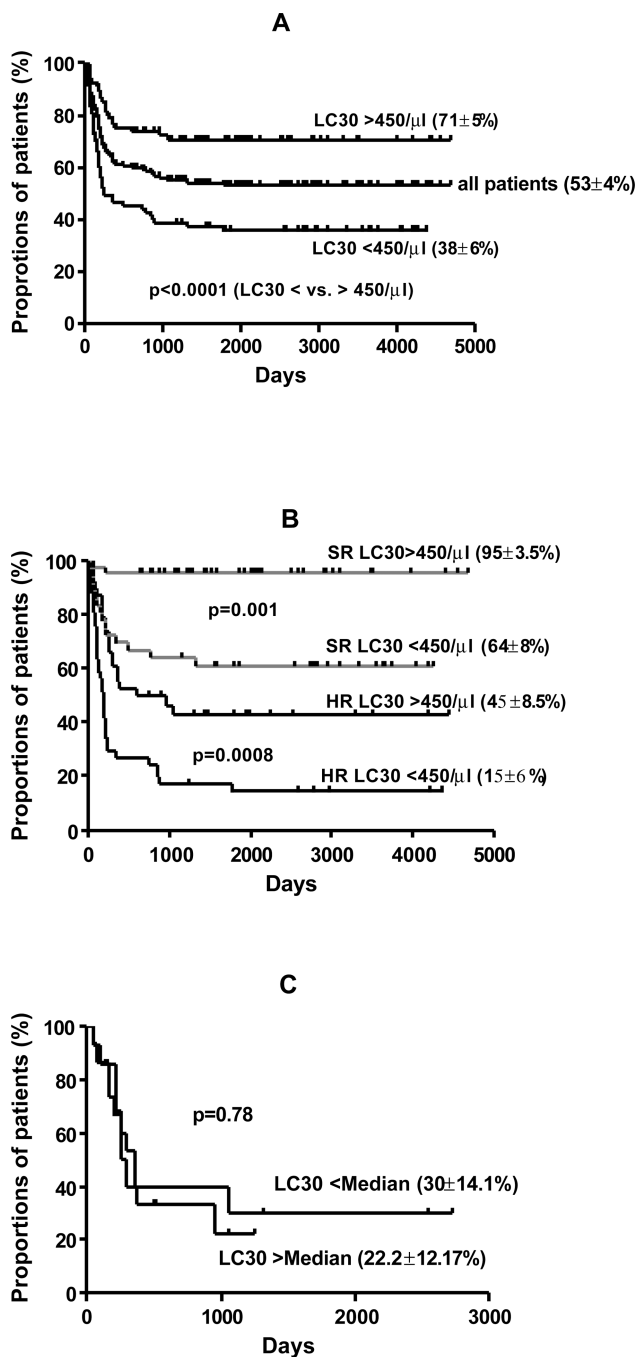 A
Proprotions of patients (%)
100
80
60
40
20
0
LC30 >450/μl (71±5%)
all patients (53±4%)
LC30 <450/μl (38±6%)
p<0.0001 (LC30 < vs. > 450/μl)
0 1000 2000 3000 4000 5000
Days
B
Proportions of patients (%)
100
80
60
40
20
0
SR LC30>450/μl (95±3.5%)
p=0.001
SR LC30 <450/μl (64±8%)
HR LC30 >450/μl (45±8.5%)
p=0.0008
HR LC30 <450/μl (15±6%)
0 1000 2000 3000 4000 5000
Days
C
Proportions of patients (%)
100
80
60
40
20
0
p=0.78
LC30 <Median (30±14.1%)
LC30 >Median (22.2±12.17%)
0 1000 2000 3000
Days